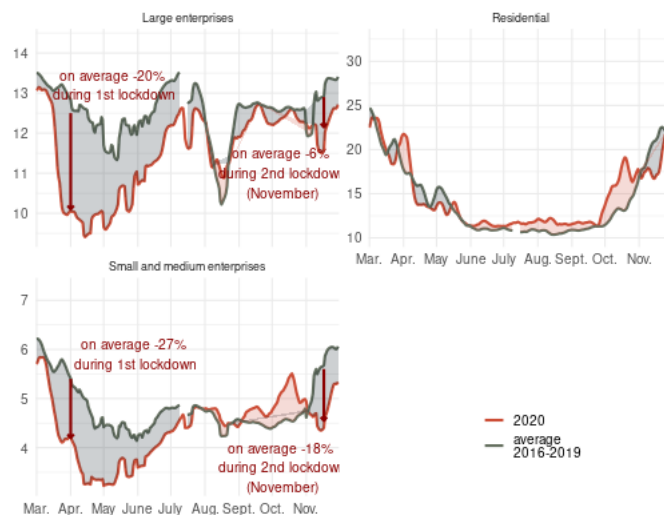 Large enterprises
14
13
12
11
10
on average -20%
during 1st lockdown
on average -6%
during 2nd lockdown
(November)
Residential
30
25
20
15
10
Mar. Apr. May June July Aug. Sept. Oct. Nov.
Small and medium enterprises
7
6
5
4
on average -27%
during 1st lockdown
on average -18%
during 2nd lockdown
(November)
Mar. Apr. May June July Aug. Sept. Oct. Nov.
2020
average
2016-2019